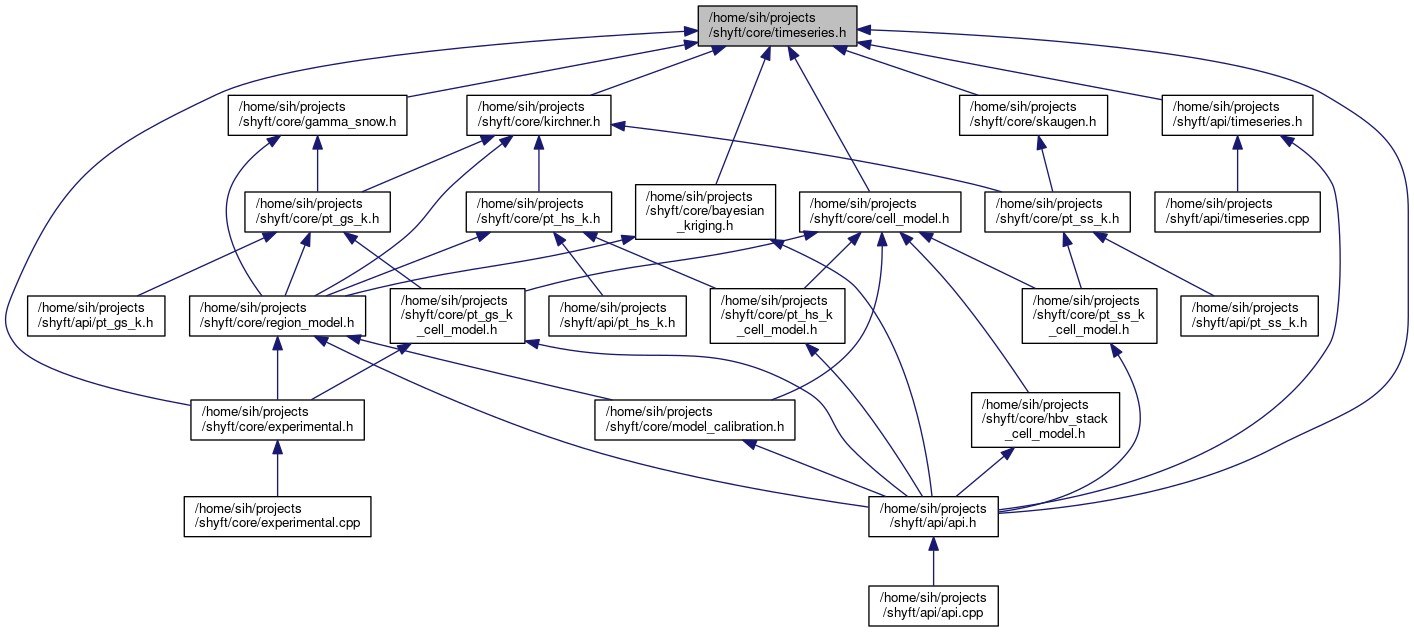 /home/sih/projects
/shyft/core/timeseries.h
/home/sih/projects
/shyft/core/gamma_snow.h
/home/sih/projects
/shyft/core/kirchner.h
/home/sih/projects
/shyft/core/skaugen.h
/home/sih/projects
/shyft/api/timeseries.h
/home/sih/projects
/shyft/core/pt_gs_k.h
/home/sih/projects
/shyft/core/pt_hs_k.h
/home/sih/projects
/shyft/core/bayesian
_kriging.h
/home/sih/projects
/shyft/core/cell_model.h
/home/sih/projects
/shyft/core/pt_ss_k.h
/home/sih/projects
/shyft/api/timeseries.cpp
/home/sih/projects
/shyft/api/pt_gs_k.h
/home/sih/projects
/shyft/core/region_model.h
/home/sih/projects
/shyft/core/pt_gs_k
_cell_model.h
/home/sih/projects
/shyft/api/pt_hs_k.h
/home/sih/projects
/shyft/core/pt_hs_k
_cell_model.h
/home/sih/projects
/shyft/core/pt_ss_k
_cell_model.h
/home/sih/projects
/shyft/api/pt_ss_k.h
/home/sih/projects
/shyft/core/experimental.h
/home/sih/projects
/shyft/core/model_calibration.h
/home/sih/projects
/shyft/core/hbv_stack
_cell_model.h
/home/sih/projects
/shyft/core/experimental.cpp
/home/sih/projects
/shyft/api/api.h
/home/sih/projects
/shyft/api/api.cpp